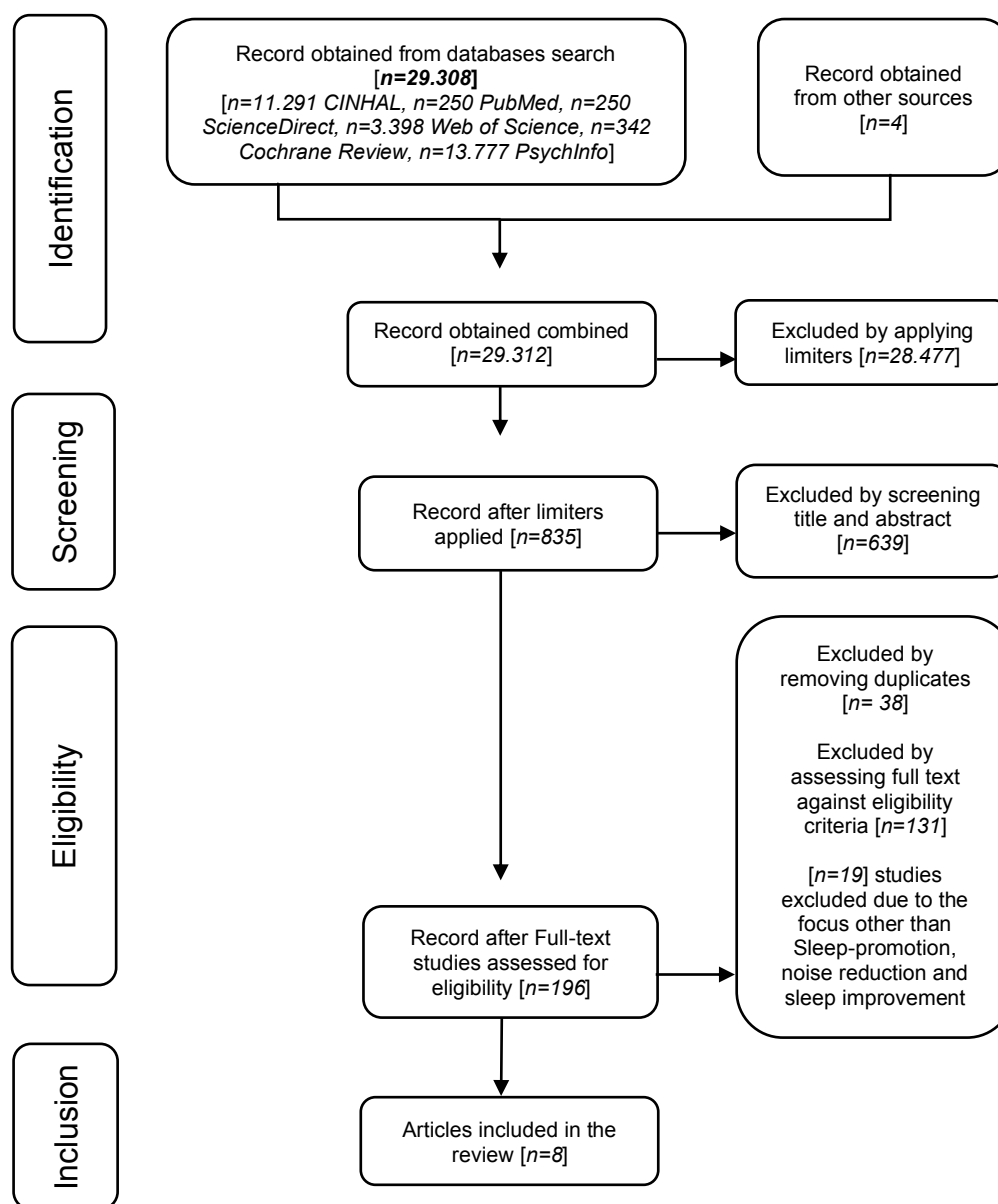 Identification
Record obtained from databases search
[n=29.308]
[n=11.291 CINHAL, n=250 PubMed, n=250
ScienceDirect, n=3.398 Web of Science, n=342
Cochrane Review, n=13.777 PsychInfo]
Record obtained
from other sources
[n=4]
Record obtained combined
[n=29.312]
Excluded by applying
limiters [n=28.477]
Screening
Record after limiters
applied [n=835]
Excluded by screening
title and abstract
[n=639]
Eligibility
Record after Full-text
studies assessed for
eligibility [n=196]
Excluded by
removing duplicates
[n= 38]
Excluded by
assessing full text
against eligibility
criteria [n=131]
[n=19] studies
excluded due to the
focus other than
Sleep-promotion,
noise reduction and
sleep improvement
Inclusion
Articles included in the
review [n=8]